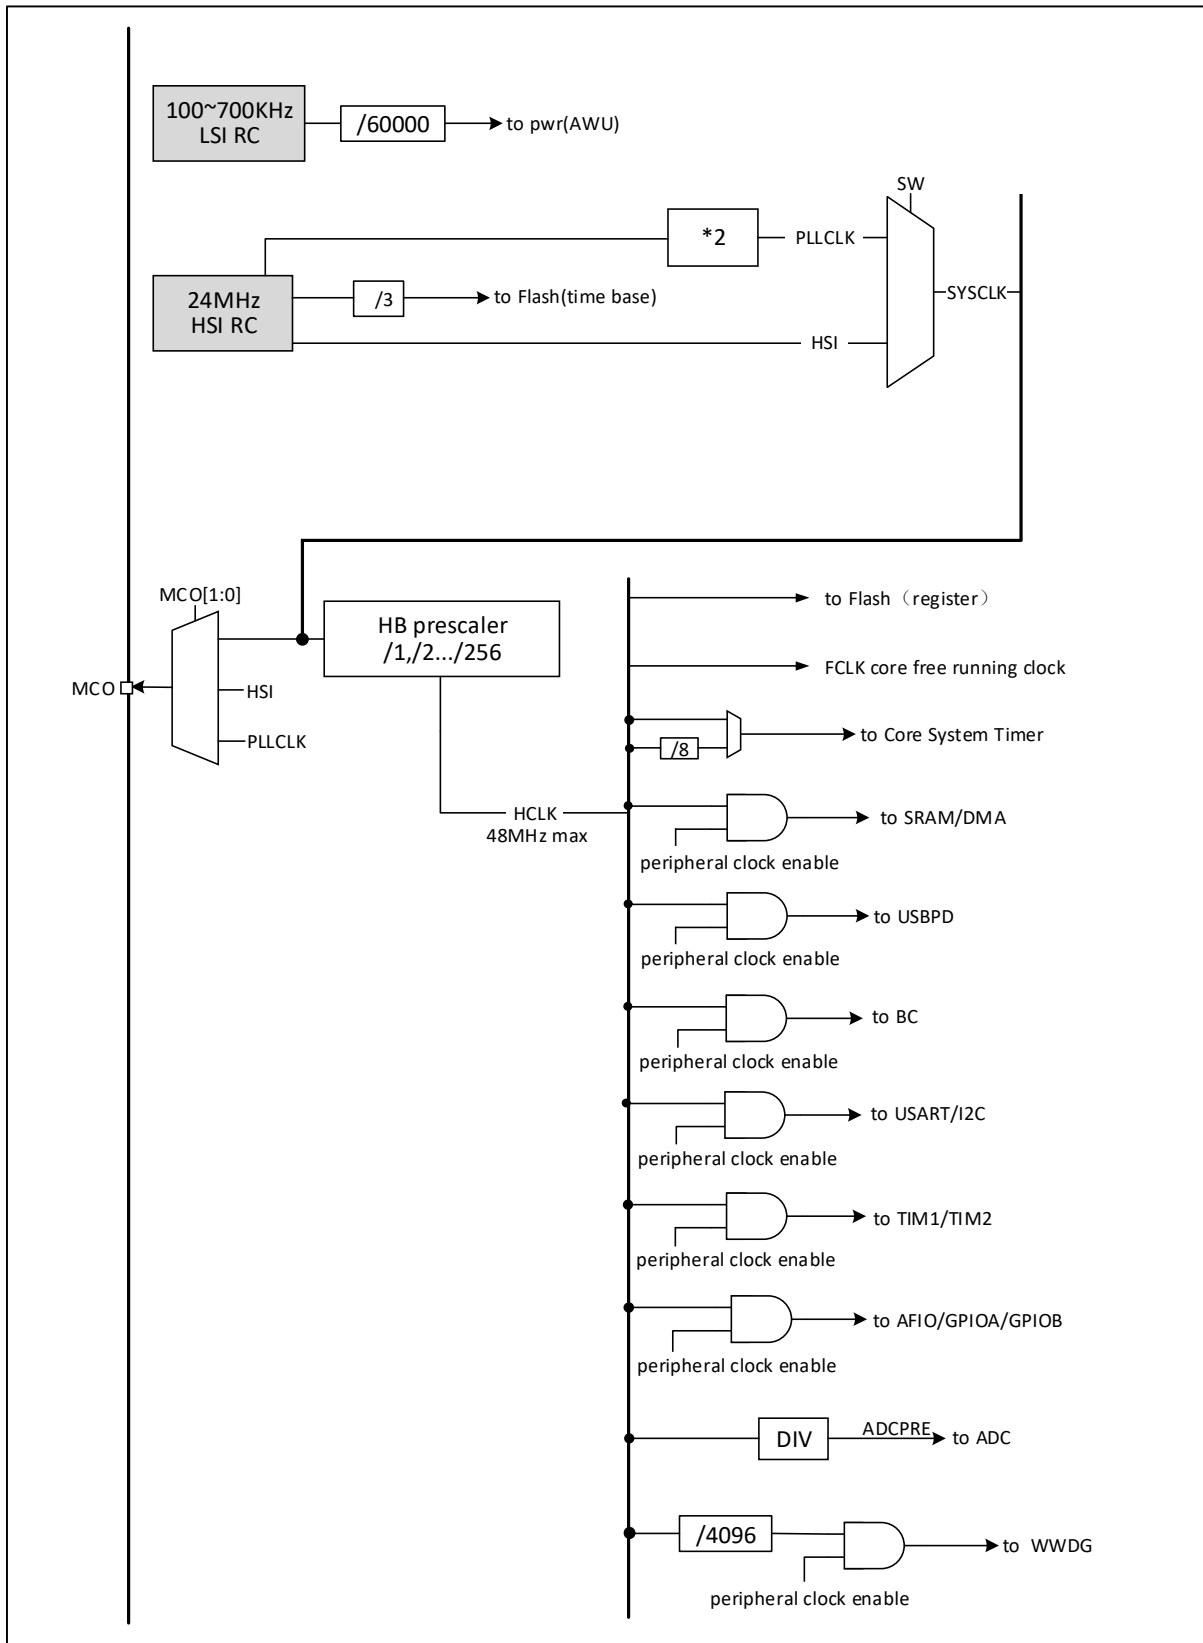 100~700KHz
LSI RC
/60000
to pwr(AWU)
SW
*2
PLLCLK
24MHz
HSI RC
/3
to Flash(time base)
SYSCLK
HSI
MCO[1:0]
HB prescaler
/1,/2.../256
MCO
HSI
PLLCLK
HCLK
48MHz max
to Flash（register）
FCLK core free running clock
/8
to Core System Timer
to SRAM/DMA
peripheral clock enable
to USBPD
peripheral clock enable
to BC
peripheral clock enable
to USART/I2C
peripheral clock enable
to TIM1/TIM2
peripheral clock enable
to AFIO/GPIOA/GPIOB
peripheral clock enable
DIV
ADCPRE
to ADC
/4096
to WWDG
peripheral clock enable